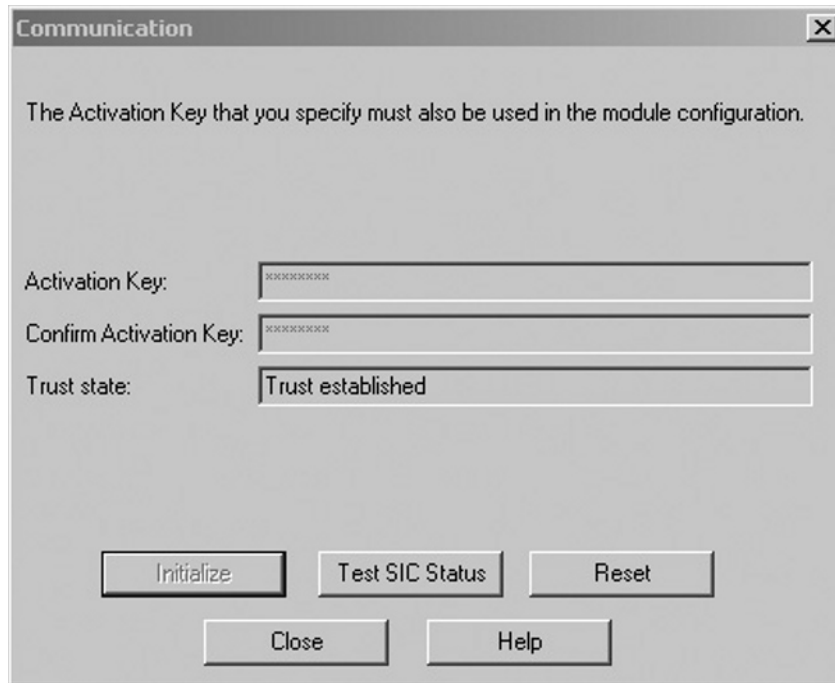 Communication
The Activation Key that you specify must also be used in the module configuration.
Activation Key: ********
Confirm Activation Key: ********
Trust state: Trust established
Initialize Test SIC Status Reset
Close Help